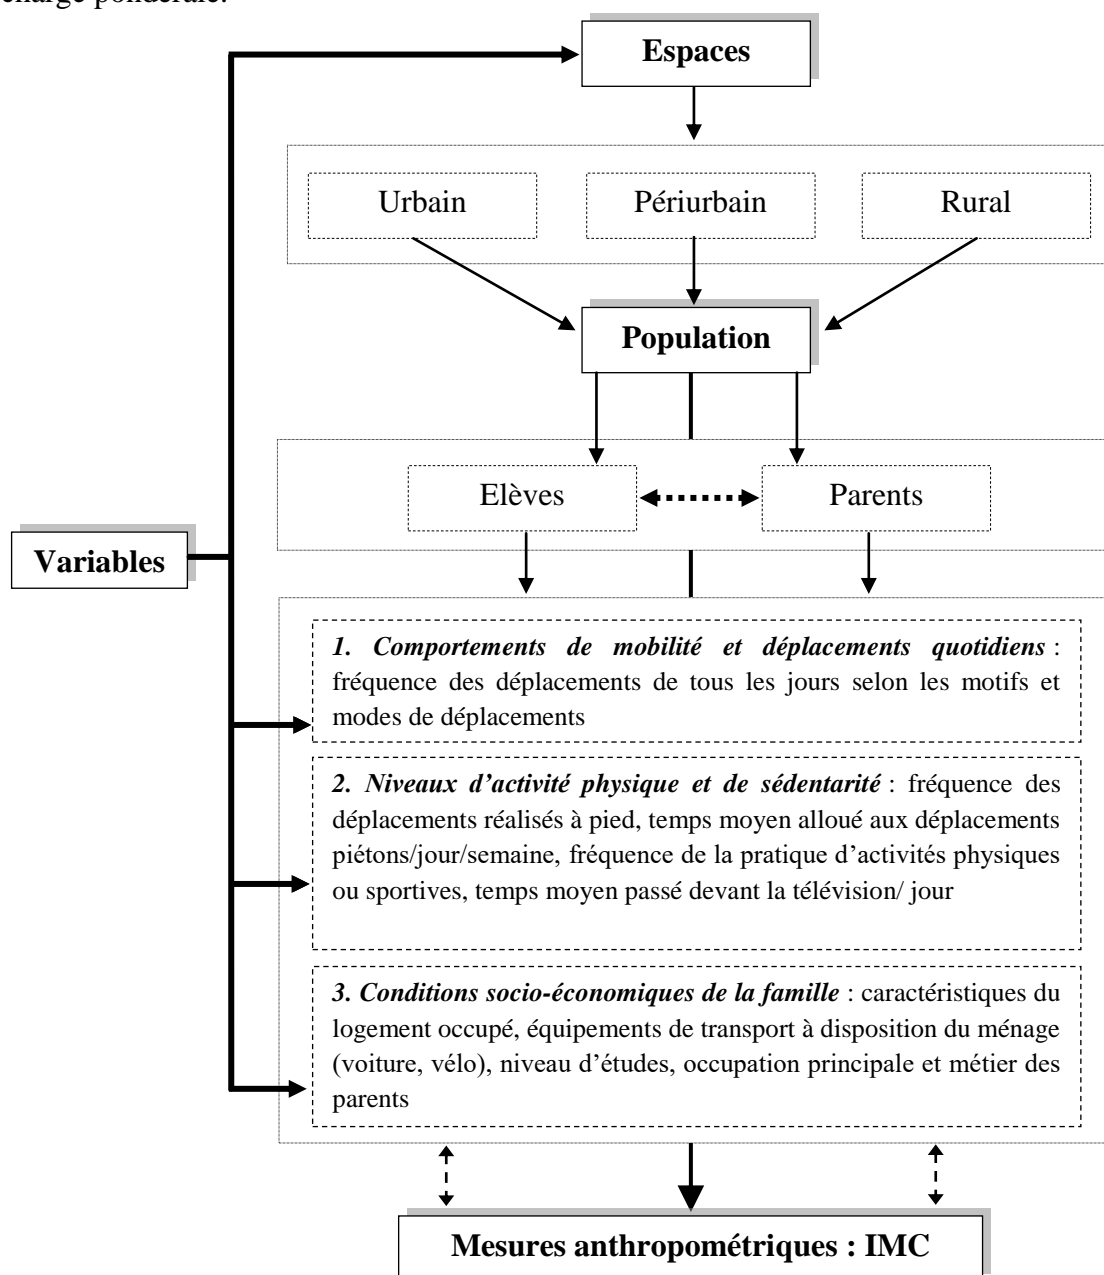 charge pondérale.
Espaces
Urbain
Périurbain
Rural
Population
Elèves
Parents
Variables
1. Comportements de mobilité et déplacements quotidiens :
fréquence des déplacements de tous les jours selon les motifs et
modes de déplacements
2. Niveaux d’activité physique et de sédentarité : fréquence des
déplacements réalisés à pied, temps moyen alloué aux déplacements
piétons/jour/semaine, fréquence de la pratique d’activités physiques
ou sportives, temps moyen passé devant la télévision/ jour
3. Conditions socio-économiques de la famille : caractéristiques du
logement occupé, équipements de transport à disposition du ménage
(voiture, vélo), niveau d’études, occupation principale et métier des
parents
Mesures anthropométriques : IMC